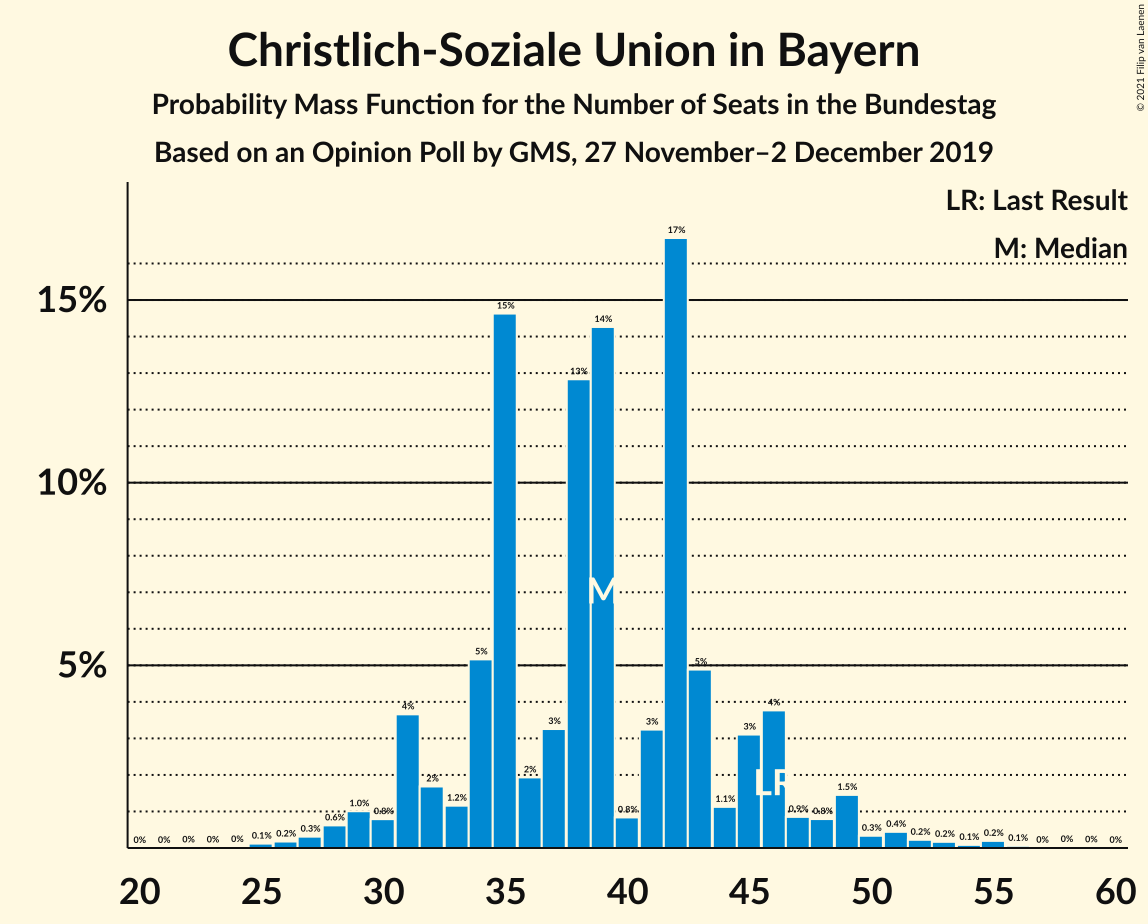 Christlich-Soziale Union in Bayern
Probability Mass Function for the Number of Seats in the Bundestag
Based on an Opinion Poll by GMS, 27 November–2 December 2019
© 2021 Filip van Laenen
LR: Last Result
M: Median
15%
10%
5%
0% 0% 0% 0% 0% 0.1% 0.2% 0.3% 0.6% 1.0% 0.8% 4% 2% 1.2% 5% 15% 2% 3% 13% 14% 0.8% 3% 17% 5% 1.1% 3% 4% 0.9% 0.8% 1.5% 0.3% 0.4% 0.2% 0.2% 0.1% 0.2% 0.1% 0% 0% 0% 0%
M
LR
20 25 30 35 40 45 50 55 60